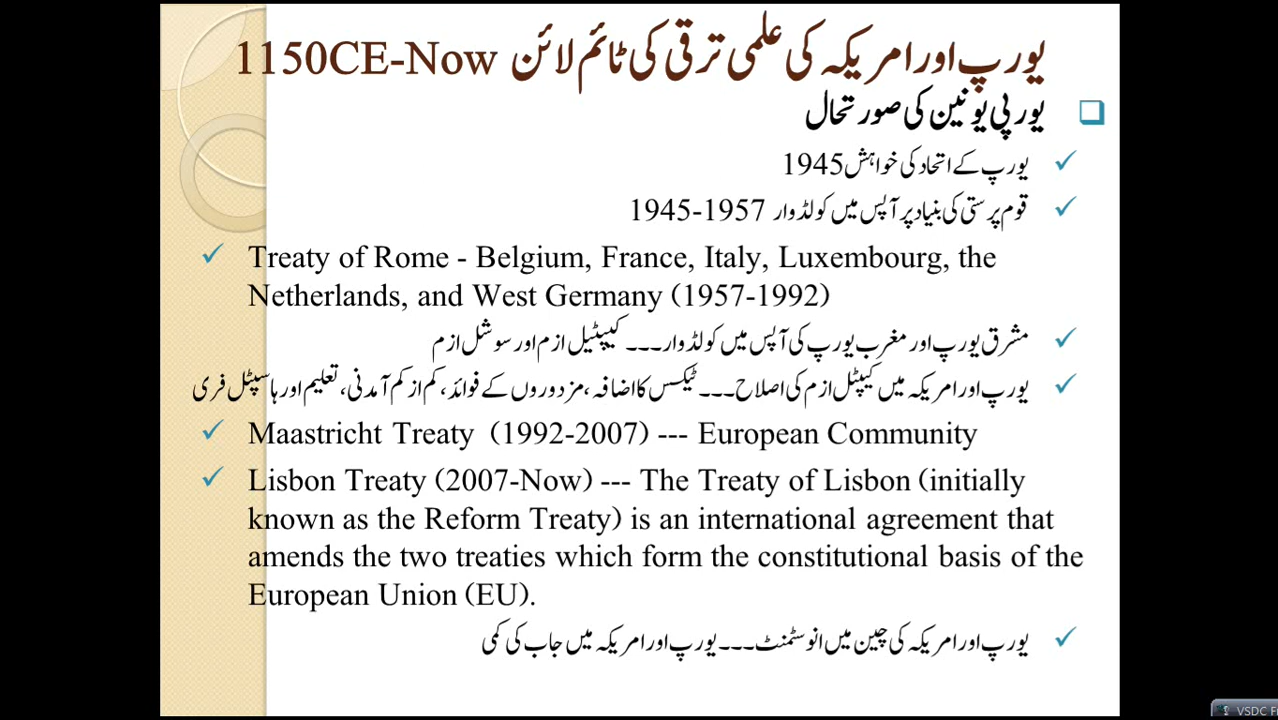 یورپ اور امریکہ کی علمی ترقی کی ٹائم لائن 1150CE-Now
یورپی یونین کی صورتحال
یورپ کے اتحاد کی خواہش 1945
قوم پرستی کی بنیاد پر آپس میں کولڈ وار 1945-1957
Treaty of Rome - Belgium, France, Italy, Luxembourg, the
Netherlands, and West Germany (1957-1992)
مشرق یورپ اور مغرب یورپ کی آپس میں کولڈ وار۔۔۔ کیپٹیل ازم اور سوشل ازم
یورپ اور امریکہ میں کیپٹل ازم کی اصلاح۔۔۔ ٹیکس کا اضافہ، مزدوروں کے فوائد، کم از کم آمدنی، تعلیم اور ہاسپٹل فری
Maastricht Treaty (1992-2007) --- European Community
Lisbon Treaty (2007-Now) --- The Treaty of Lisbon (initially
known as the Reform Treaty) is an international agreement that
amends the two treaties which form the constitutional basis of the
European Union (EU).
یورپ اور امریکہ کی چین میں انوسٹمنٹ۔۔۔ یورپ اور امریکہ میں جاب کی کمی
VSDC